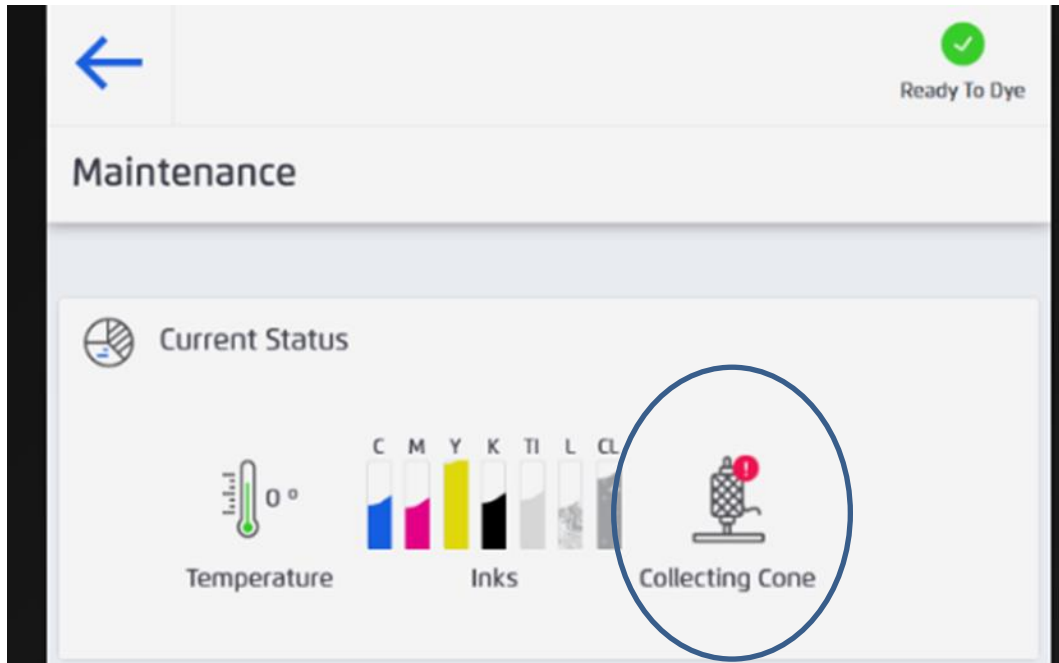 Ready To Dye
Maintenance
Current Status
C M Y K TI L CL
0 °
Temperature
Inks
Collecting Cone